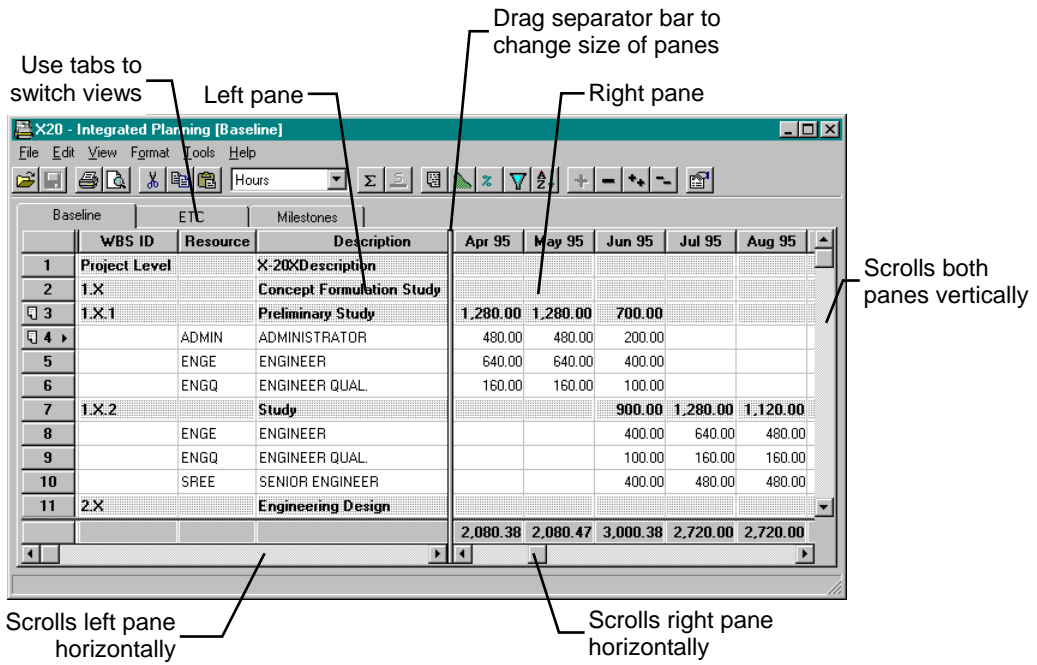 Drag separator bar to
change size of panes
Use tabs to
switch views
Left pane
Right pane
X20 - Integrated Planning [Baseline]
File Edit View Format Tools Help
Hours
Baseline ETC Milestones
WBS ID Resource Description Apr 95 May 95 Jun 95 Jul 95 Aug 95
1 Project Level X-20XDescription
2 1.X Concept Formulation Study
3 1.X.1 Preliminary Study 1,280.00 1,280.00 700.00
4 ADMIN ADMINISTRATOR 480.00 480.00 200.00
5 ENGE ENGINEER 640.00 640.00 400.00
6 ENGQ ENGINEER QUAL. 160.00 160.00 100.00
7 1.X.2 Study 900.00 1,280.00 1,120.00
8 ENGE ENGINEER 400.00 640.00 480.00
9 ENGQ ENGINEER QUAL. 100.00 160.00 160.00
10 SREE SENIOR ENGINEER 400.00 480.00 480.00
11 2.X Engineering Design
2,080.38 2,080.47 3,000.38 2,720.00 2,720.00
Scrolls both
panes vertically
Scrolls left pane
horizontally
Scrolls right pane
horizontally